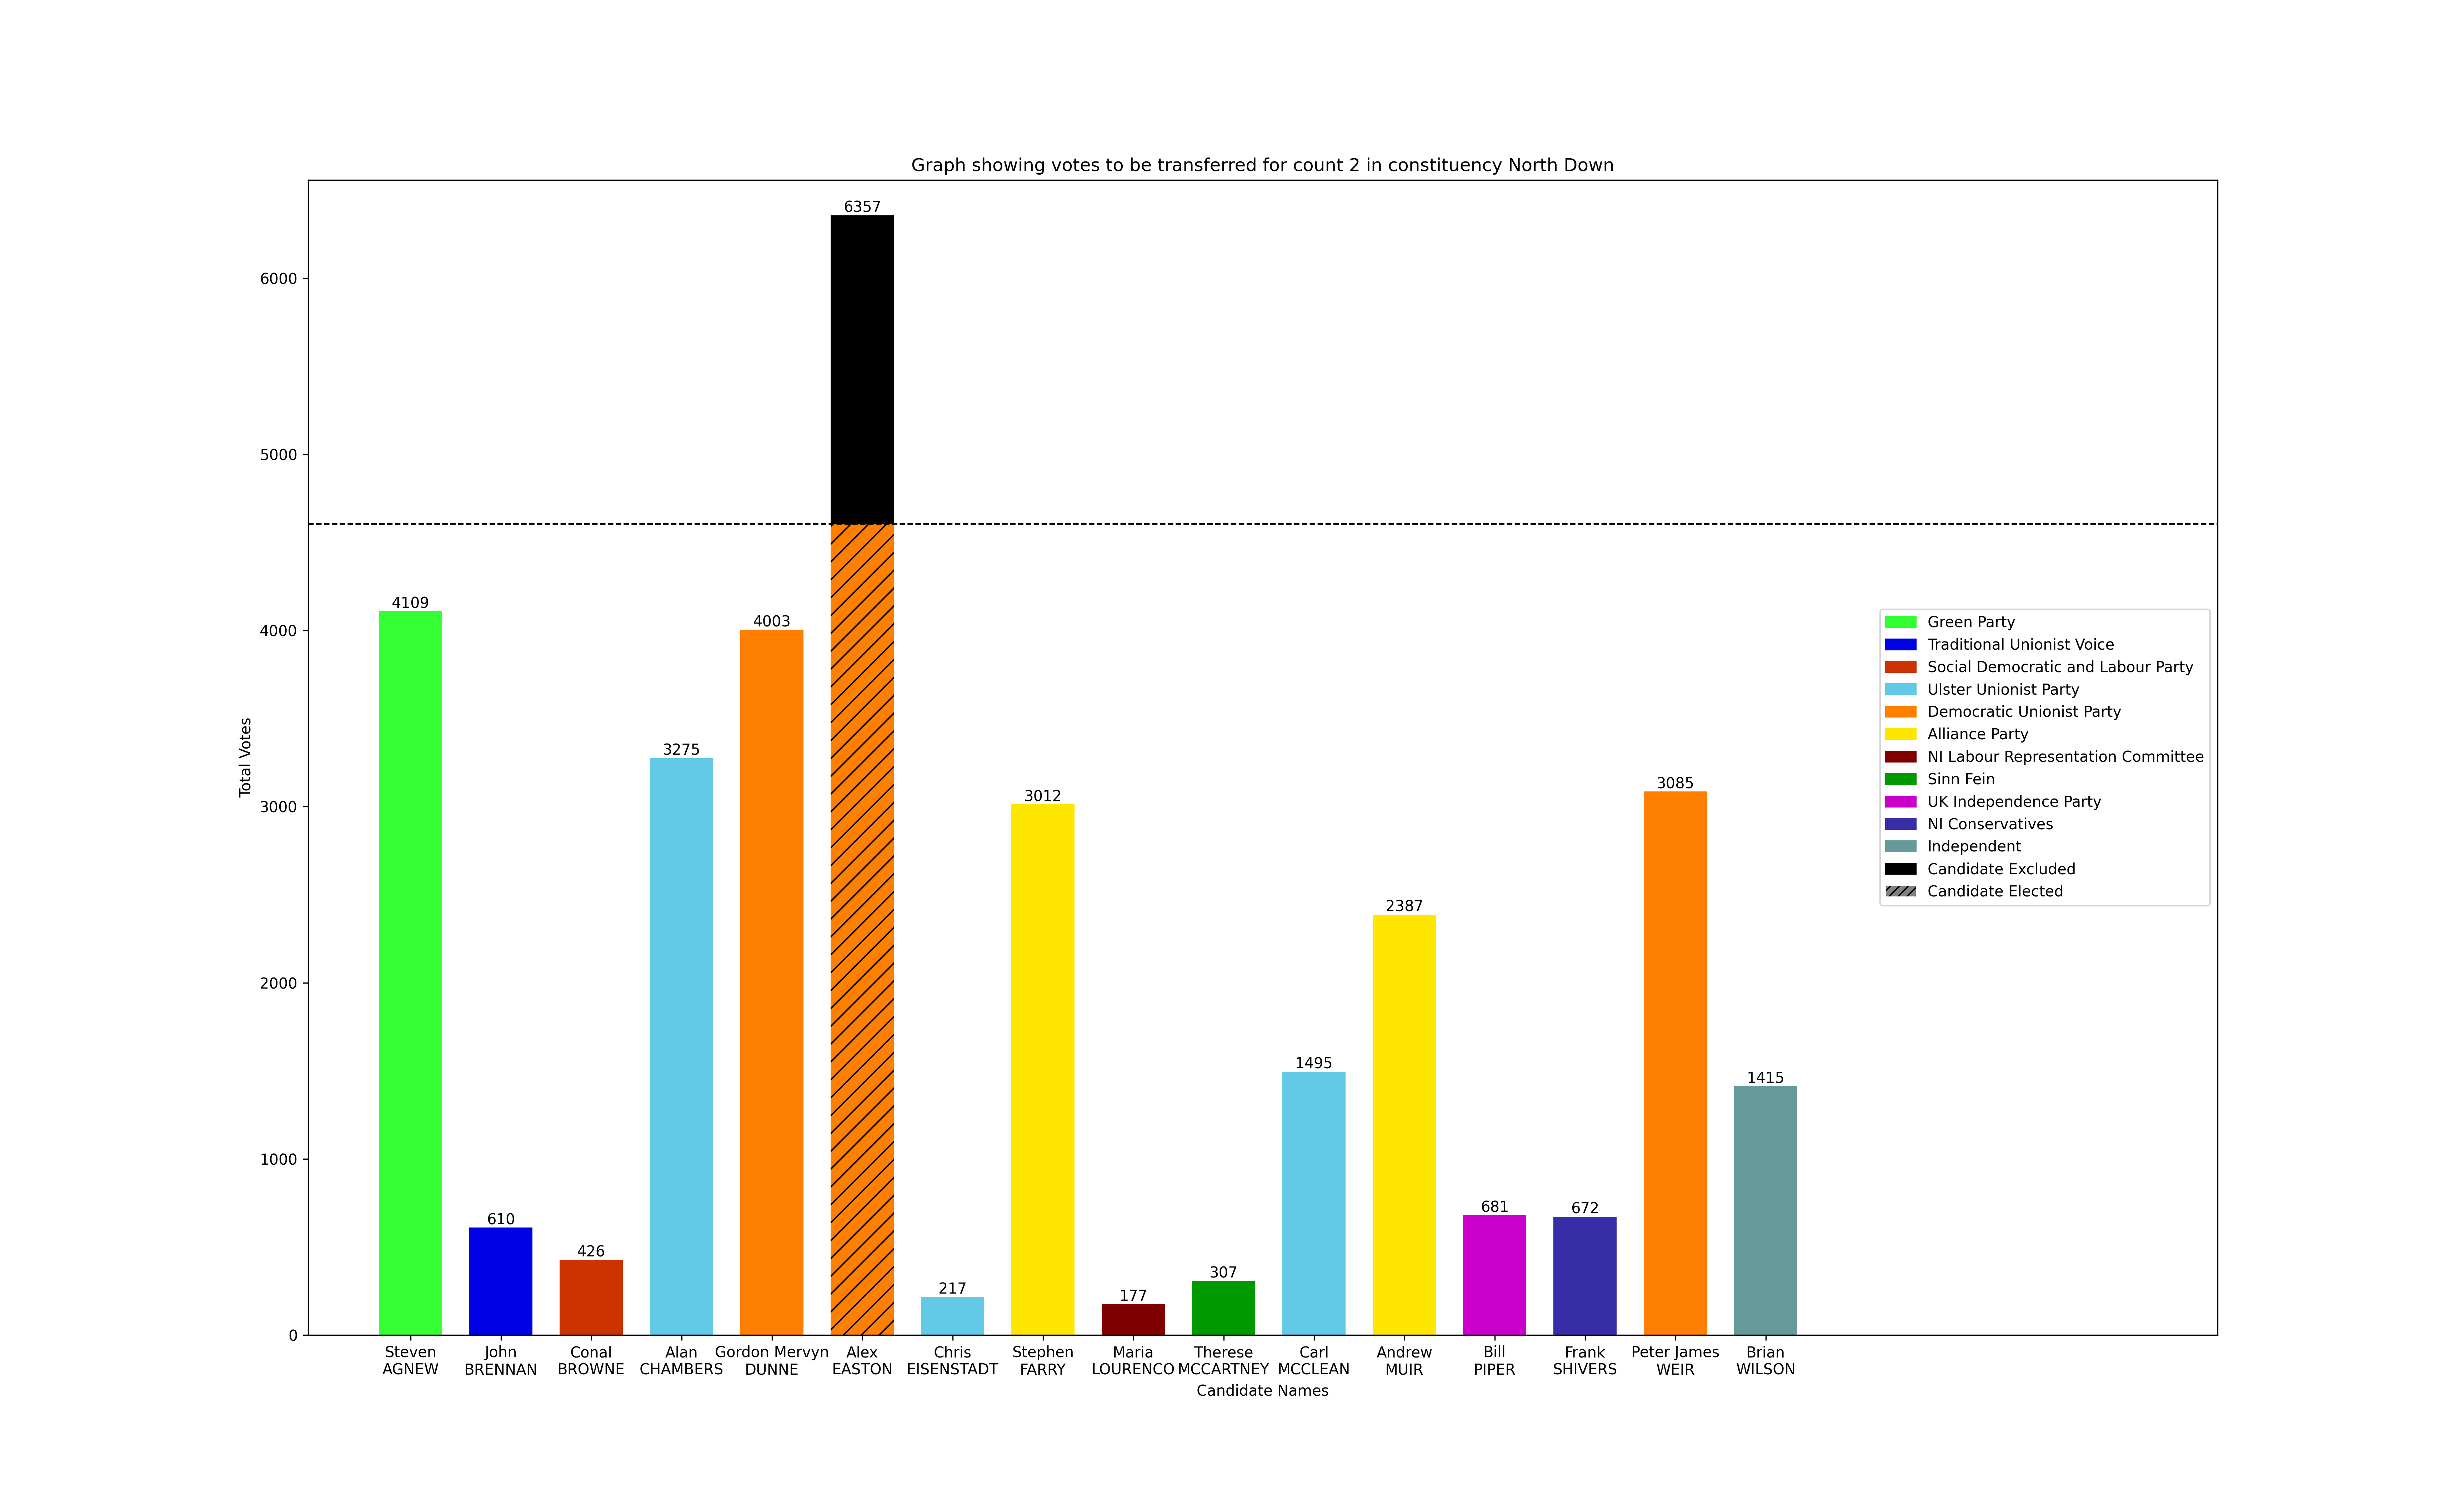 Graph showing votes to be transferred for count 2 in constituency North Down
6357
6000
5000
4109
4003
4000
3275
3085
3012
3000
2387
2000
1495
1415
1000
681
672
610
426
307
217
177
0
Total Votes
Green Party
Traditional Unionist Voice
Social Democratic and Labour Party
Ulster Unionist Party
Democratic Unionist Party
Alliance Party
NI Labour Representation Committee
Sinn Fein
UK Independence Party
NI Conservatives
Independent
Candidate Excluded
Candidate Elected
Steven
AGNEW
John
BRENNAN
Conal
BROWNE
Alan
CHAMBERS
Gordon Mervyn
DUNNE
Alex
EASTON
Chris
EISENSTADT
Stephen
FARRY
Maria
LOURENCO
Therese
MCCARTNEY
Carl
MCCLEAN
Andrew
MUIR
Bill
PIPER
Frank
SHIVERS
Peter James
WEIR
Brian
WILSON
Candidate Names